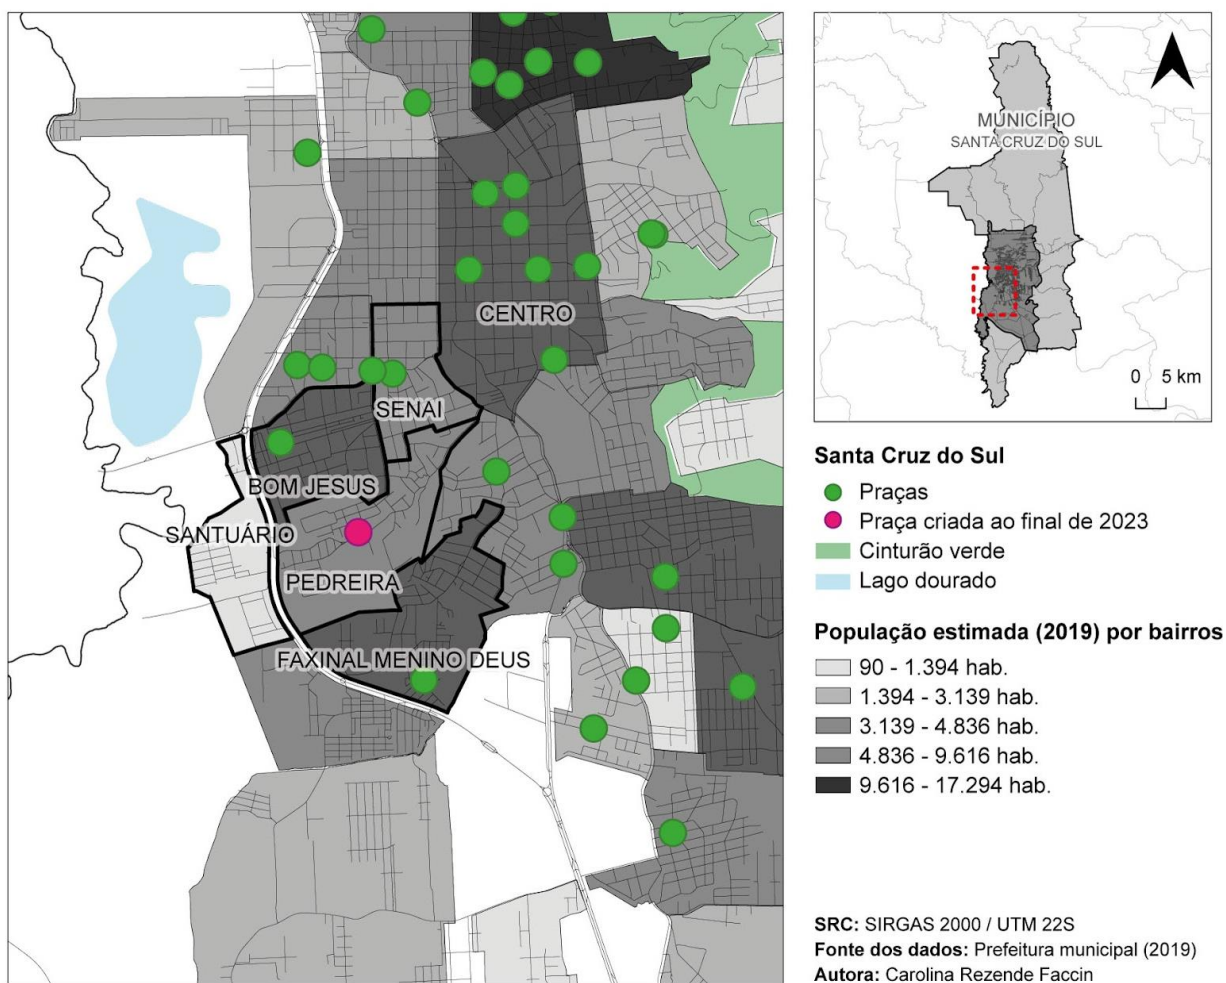 CENTRO
SENAI
BOM JESUS
SANTUÁRIO
PEDREIRA
FAXINAL MENINO DEUS
MUNICÍPIO
SANTA CRUZ DO SUL
0 5 km
Santa Cruz do Sul
Praças
Praça criada ao final de 2023
Cinturão verde
Lago dourado
População estimada (2019) por bairros
90 - 1.394 hab.
1.394 - 3.139 hab.
3.139 - 4.836 hab.
4.836 - 9.616 hab.
9.616 - 17.294 hab.
SRC: SIRGAS 2000 / UTM 22S
Fonte dos dados: Prefeitura municipal (2019)
Autora: Carolina Rezende Faccin